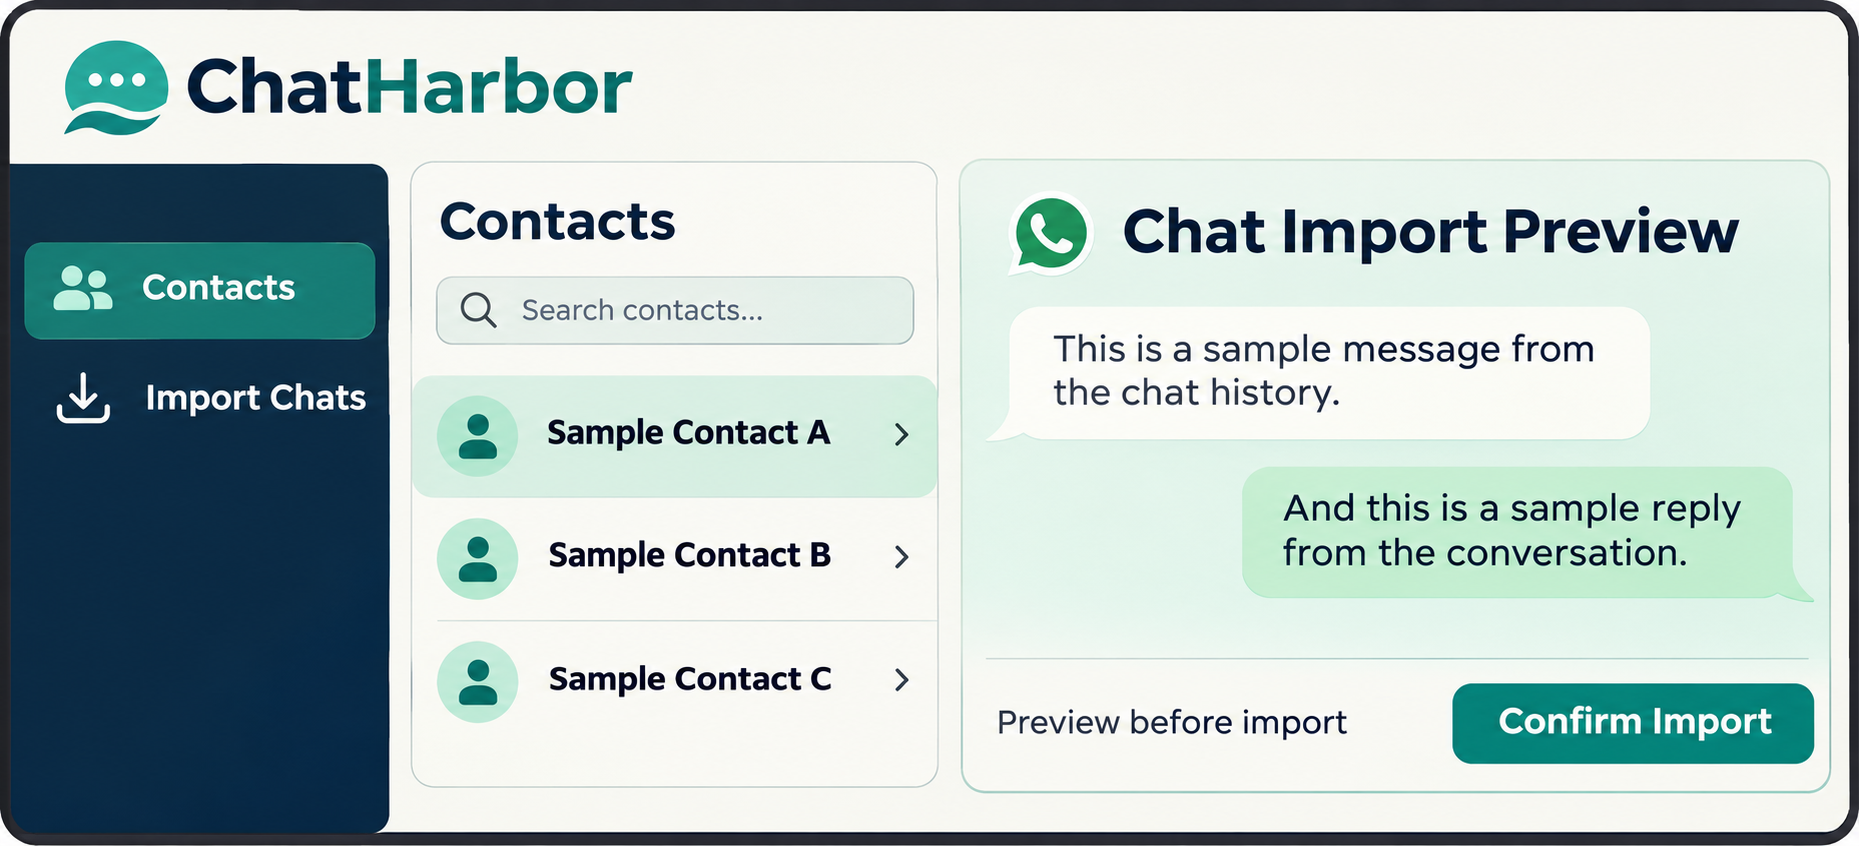 ChatHarbor
Contacts
Import Chats
Contacts
Search contacts...
Sample Contact A
Sample Contact B
Sample Contact C
Chat Import Preview
This is a sample message from
the chat history.
And this is a sample reply
from the conversation.
Preview before import
Confirm Import